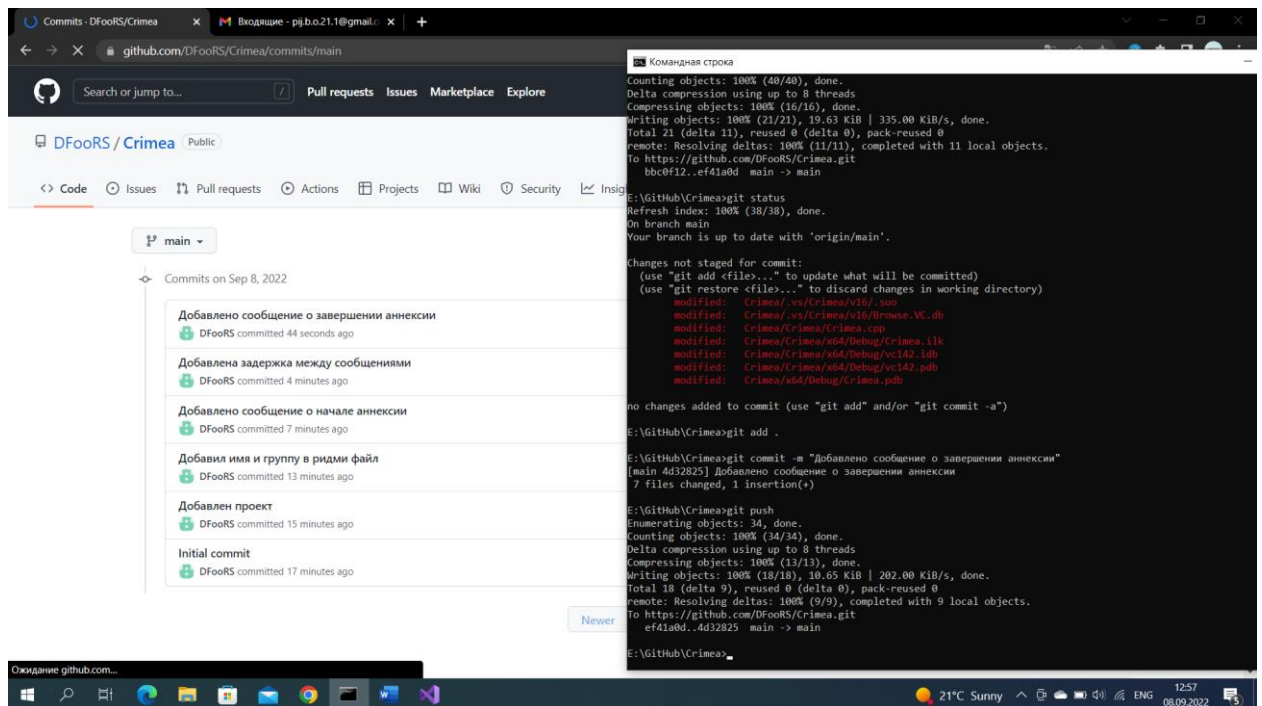 Commits · DFooRS/Crimea
Входящие - pij.b.o.21.1@gmail.c
github.com/DFooRS/Crimea/commits/main
Search or jump to...
/
Pull requests Issues Marketplace Explore
DFooRS / Crimea Public
Code Issues Pull requests Actions Projects Wiki Security Insig
main
Commits on Sep 8, 2022
Добавлено сообщение о завершении аннексии
DFooRS committed 44 seconds ago
Добавлена задержка между сообщениями
DFooRS committed 4 minutes ago
Добавлено сообщение о начале аннексии
DFooRS committed 7 minutes ago
Добавил имя и группу в ридми файл
DFooRS committed 13 minutes ago
Добавлен проект
DFooRS committed 15 minutes ago
Initial commit
DFooRS committed 17 minutes ago
Newer
Ожидание github.com...
Командная строка
Counting objects: 100% (40/40), done.
Delta compression using up to 8 threads
Compressing objects: 100% (16/16), done.
Writing objects: 100% (21/21), 19.63 KiB | 335.00 KiB/s, done.
Total 21 (delta 11), reused 0 (delta 0), pack-reused 0
remote: Resolving deltas: 100% (11/11), completed with 11 local objects.
To https://github.com/DFooRS/Crimea.git
bbc0f12..ef41a0d main -> main
E:\GitHub\Crimea>git status
Refresh index: 100% (38/38), done.
On branch main
Your branch is up to date with 'origin/main'.
Changes not staged for commit:
(use "git add <file>..." to update what will be committed)
(use "git restore <file>..." to discard changes in working directory)
modified: Crimea/.vs/Crimea/v16/.suo
modified: Crimea/.vs/Crimea/v16/Browse.VC.db
modified: Crimea/Crimea/Crimea.cpp
modified: Crimea/Crimea/x64/Debug/Crimea.ilk
modified: Crimea/Crimea/x64/Debug/vc142.idb
modified: Crimea/Crimea/x64/Debug/vc142.pdb
modified: Crimea/x64/Debug/Crimea.pdb
no changes added to commit (use "git add" and/or "git commit -a")
E:\GitHub\Crimea>git add .
E:\GitHub\Crimea>git commit -m "Добавлено сообщение о завершении аннексии"
[main 4d32825] Добавлено сообщение о завершении аннексии
7 files changed, 1 insertion(+)
E:\GitHub\Crimea>git push
Enumerating objects: 34, done.
Counting objects: 100% (34/34), done.
Delta compression using up to 8 threads
Compressing objects: 100% (13/13), done.
Writing objects: 100% (18/18), 10.65 KiB | 202.00 KiB/s, done.
Total 18 (delta 9), reused 0 (delta 0), pack-reused 0
remote: Resolving deltas: 100% (9/9), completed with 9 local objects.
To https://github.com/DFooRS/Crimea.git
ef41a0d..4d32825 main -> main
E:\GitHub\Crimea>
21°C Sunny
ENG
12:57
08.09.2022
5